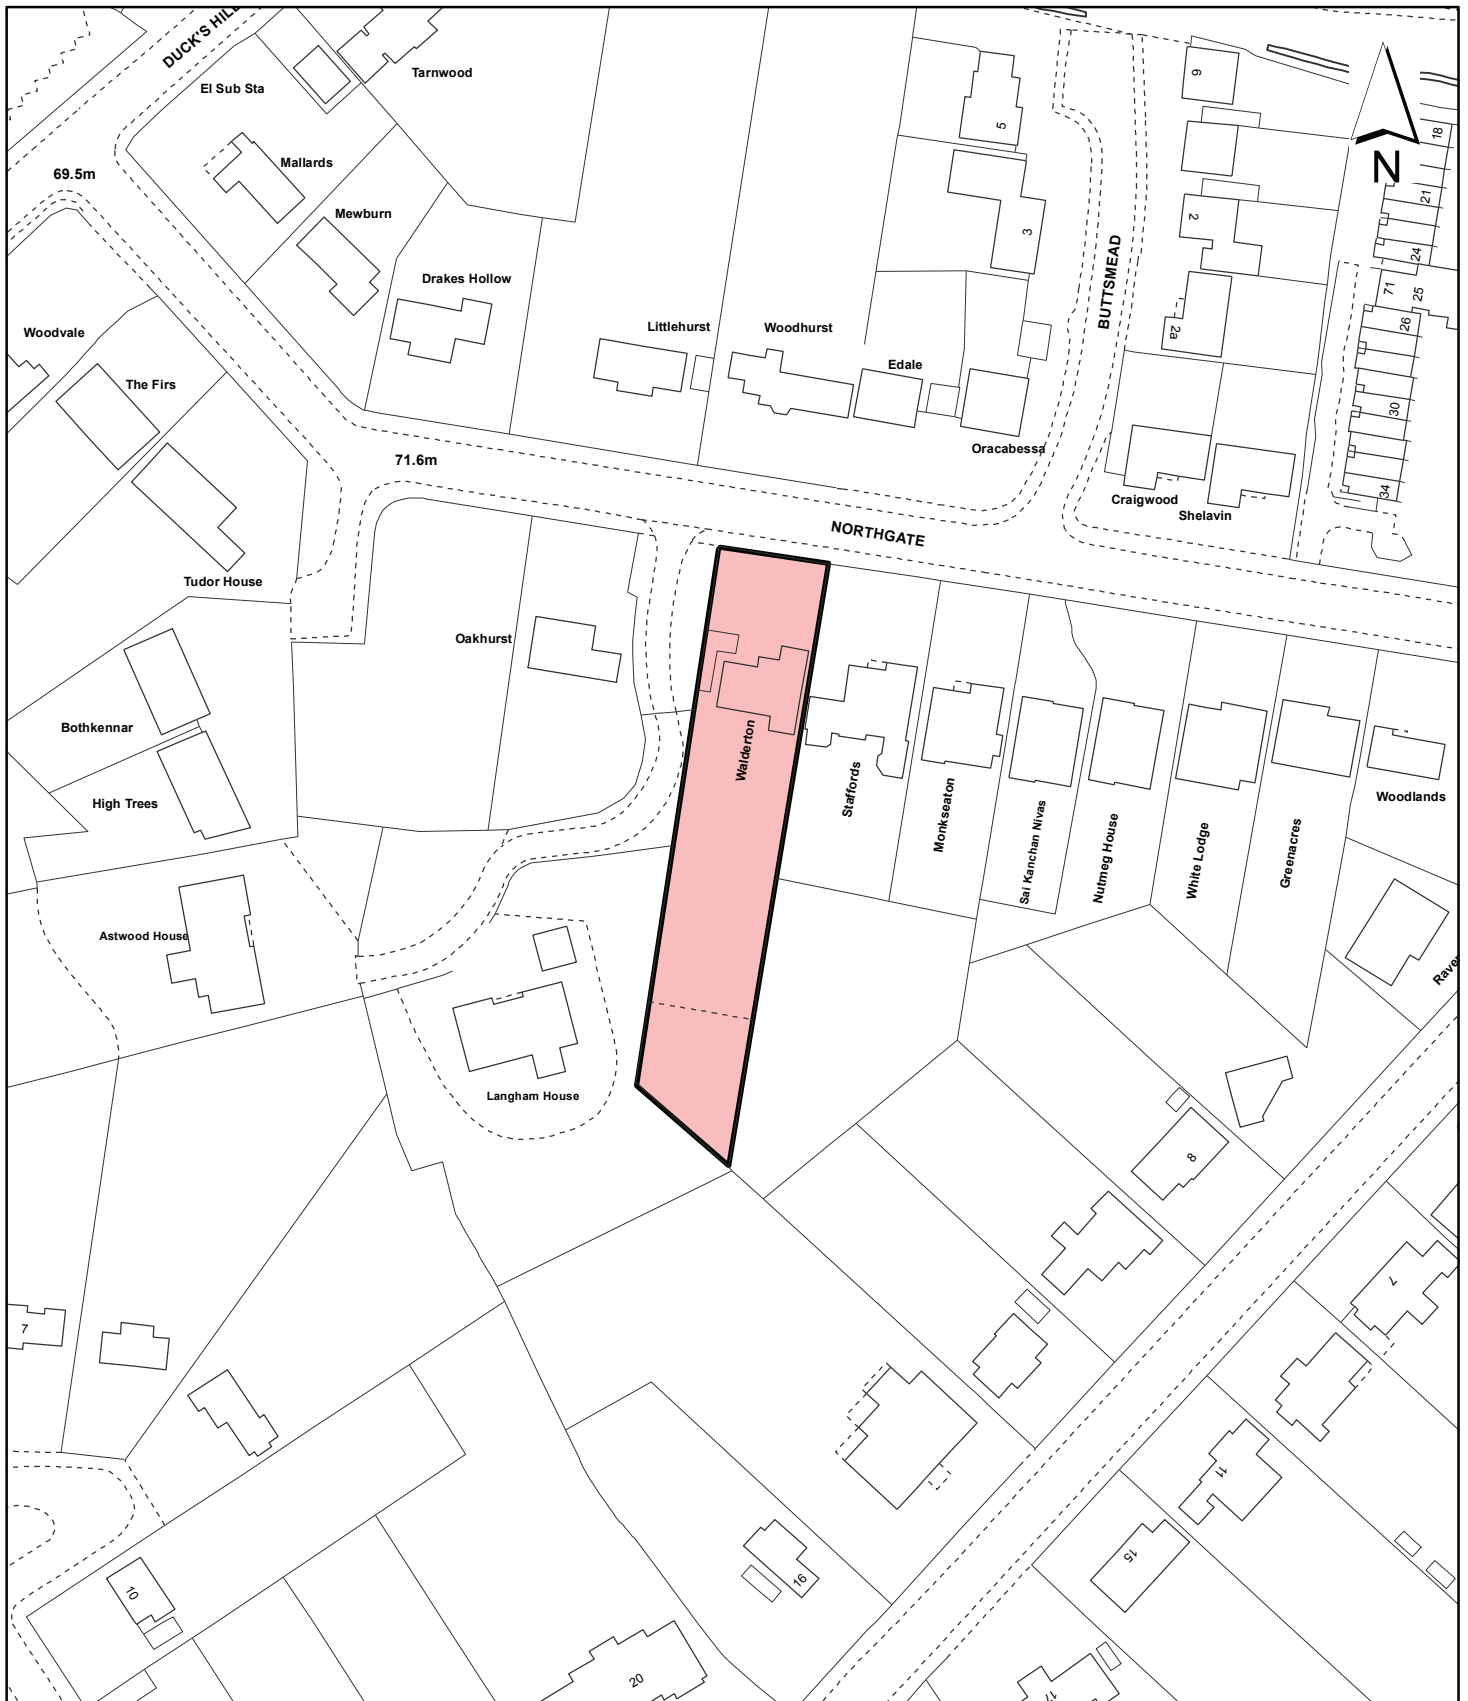 DUCK'S HILL
Tarnwood
El Sub Sta
6
5
18
Mallards
69.5m
N
21
Mewburn
2
3
24
Drakes Hollow
BUTTSMEAD
71
25
26
Woodvale
Littlehurst
Woodhurst
2a
Edale
The Firs
30
Oracabessa
71.6m
34
Craigwood
Shelavin
NORTHGATE
Tudor House
Oakhurst
Bothkennar
Walderton
Staffords
Monkseaton
Sai Kanchan Nivas
Nutmeg House
White Lodge
Greenacres
Woodlands
High Trees
Astwood House
Langham House
8
7
7
11
15
10
16
20
17